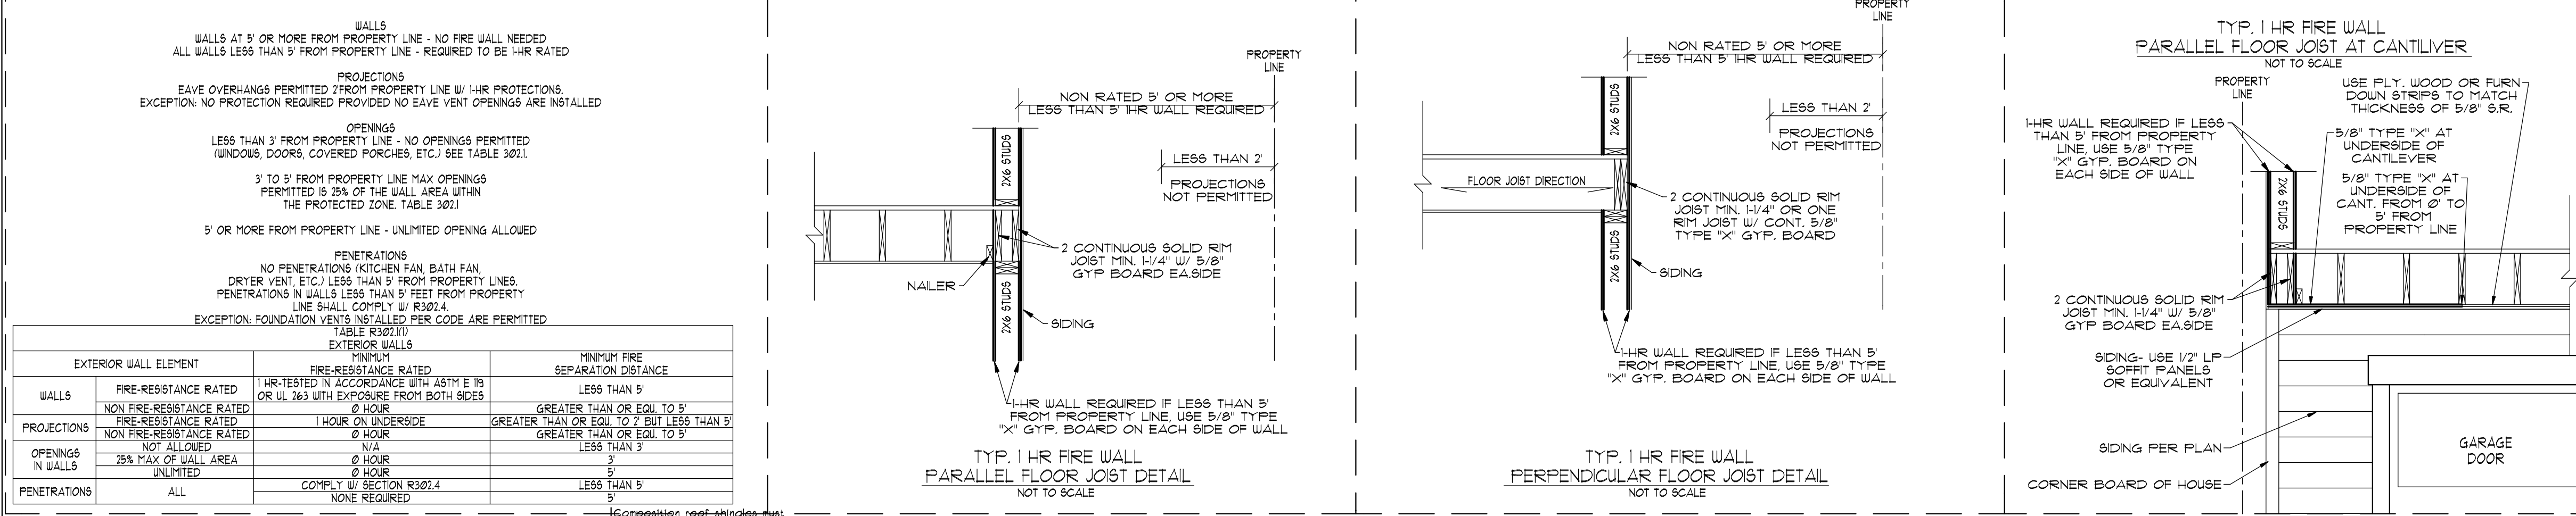 WALLS
WALLS AT 5' OR MORE FROM PROPERTY LINE - NO FIRE WALL NEEDED
ALL WALLS LESS THAN 5' FROM PROPERTY LINE - REQUIRED TO BE 1-HR RATED
PROJECTIONS
EAVE OVERHANGS PERMITTED 2'FROM PROPERTY LINE W/ 1-HR PROTECTIONS.
EXCEPTION: NO PROTECTION REQUIRED PROVIDED NO EAVE VENT OPENINGS ARE INSTALLED
OPENINGS
LESS THAN 3' FROM PROPERTY LINE - NO OPENINGS PERMITTED
(WINDOWS, DOORS, COVERED PORCHES, ETC.) SEE TABLE 302.1.
3' TO 5' FROM PROPERTY LINE MAX OPENINGS
PERMITTED IS 25% OF THE WALL AREA WITHIN
THE PROTECTED ZONE. TABLE 302.1
5' OR MORE FROM PROPERTY LINE - UNLIMITED OPENING ALLOWED
PENETRATIONS
NO PENETRATIONS (KITCHEN FAN, BATH FAN,
DRYER VENT, ETC.) LESS THAN 5' FROM PROPERTY LINES.
PENETRATIONS IN WALLS LESS THAN 5' FEET FROM PROPERTY
LINE SHALL COMPLY W/ R302.4.
EXCEPTION: FOUNDATION VENTS INSTALLED PER CODE ARE PERMITTED
TABLE R302.1(1)
EXTERIOR WALLS
EXTERIOR WALL ELEMENT
MINIMUM
FIRE-RESISTANCE RATED
MINIMUM FIRE
SEPARATION DISTANCE
WALLS
FIRE-RESISTANCE RATED
1 HR-TESTED IN ACCORDANCE WITH ASTM E 119
OR UL 263 WITH EXPOSURE FROM BOTH SIDES
LESS THAN 5'
NON FIRE-RESISTANCE RATED
0 HOUR
GREATER THAN OR EQU. TO 5'
PROJECTIONS
FIRE-RESISTANCE RATED
1 HOUR ON UNDERSIDE
GREATER THAN OR EQU. TO 2' BUT LESS THAN 5'
NON FIRE-RESISTANCE RATED
0 HOUR
GREATER THAN OR EQU. TO 5'
OPENINGS
IN WALLS
NOT ALLOWED
N/A
LESS THAN 3'
25% MAX OF WALL AREA
0 HOUR
3'
UNLIMITED
0 HOUR
5'
PENETRATIONS
ALL
COMPLY W/ SECTION R302.4
LESS THAN 5'
NONE REQUIRED
5'
Composition roof shingles must
PROPERTY
LINE
NON RATED 5' OR MORE
LESS THAN 5' 1HR WALL REQUIRED
LESS THAN 2'
PROJECTIONS
NOT PERMITTED
2X6 STUDS
2 CONTINUOUS SOLID RIM
JOIST MIN. 1-1/4" W/ 5/8"
GYP BOARD EA.SIDE
NAILER
2X6 STUDS
SIDING
1-HR WALL REQUIRED IF LESS THAN 5'
FROM PROPERTY LINE, USE 5/8" TYPE
"X" GYP. BOARD ON EACH SIDE OF WALL
TYP. 1 HR FIRE WALL
PARALLEL FLOOR JOIST DETAIL
NOT TO SCALE
PROPERTY
LINE
NON RATED 5' OR MORE
LESS THAN 5' 1HR WALL REQUIRED
LESS THAN 2'
PROJECTIONS
NOT PERMITTED
2X6 STUDS
FLOOR JOIST DIRECTION
2 CONTINUOUS SOLID RIM
JOIST MIN. 1-1/4" OR ONE
RIM JOIST W/ CONT. 5/8"
TYPE "X" GYP. BOARD
2X6 STUDS
SIDING
1-HR WALL REQUIRED IF LESS THAN 5'
FROM PROPERTY LINE, USE 5/8" TYPE
"X" GYP. BOARD ON EACH SIDE OF WALL
TYP. 1 HR FIRE WALL
PERPENDICULAR FLOOR JOIST DETAIL
NOT TO SCALE
TYP. 1 HR FIRE WALL
PARALLEL FLOOR JOIST AT CANTILIVER
NOT TO SCALE
PROPERTY
LINE
USE PLY. WOOD OR FURN
DOWN STRIPS TO MATCH
THICKNESS OF 5/8" S.R.
1-HR WALL REQUIRED IF LESS
THAN 5' FROM PROPERTY
LINE, USE 5/8" TYPE
"X" GYP. BOARD ON
EACH SIDE OF WALL
5/8" TYPE "X" AT
UNDERSIDE OF
CANTILEVER
2X6 STUDS
5/8" TYPE "X" AT
UNDERSIDE OF
CANT. FROM 0' TO
5' FROM
PROPERTY LINE
2 CONTINUOUS SOLID RIM
JOIST MIN. 1-1/4" W/ 5/8"
GYP BOARD EA.SIDE
SIDING- USE 1/2" LP
SOFFIT PANELS
OR EQUIVALENT
SIDING PER PLAN
GARAGE
DOOR
CORNER BOARD OF HOUSE